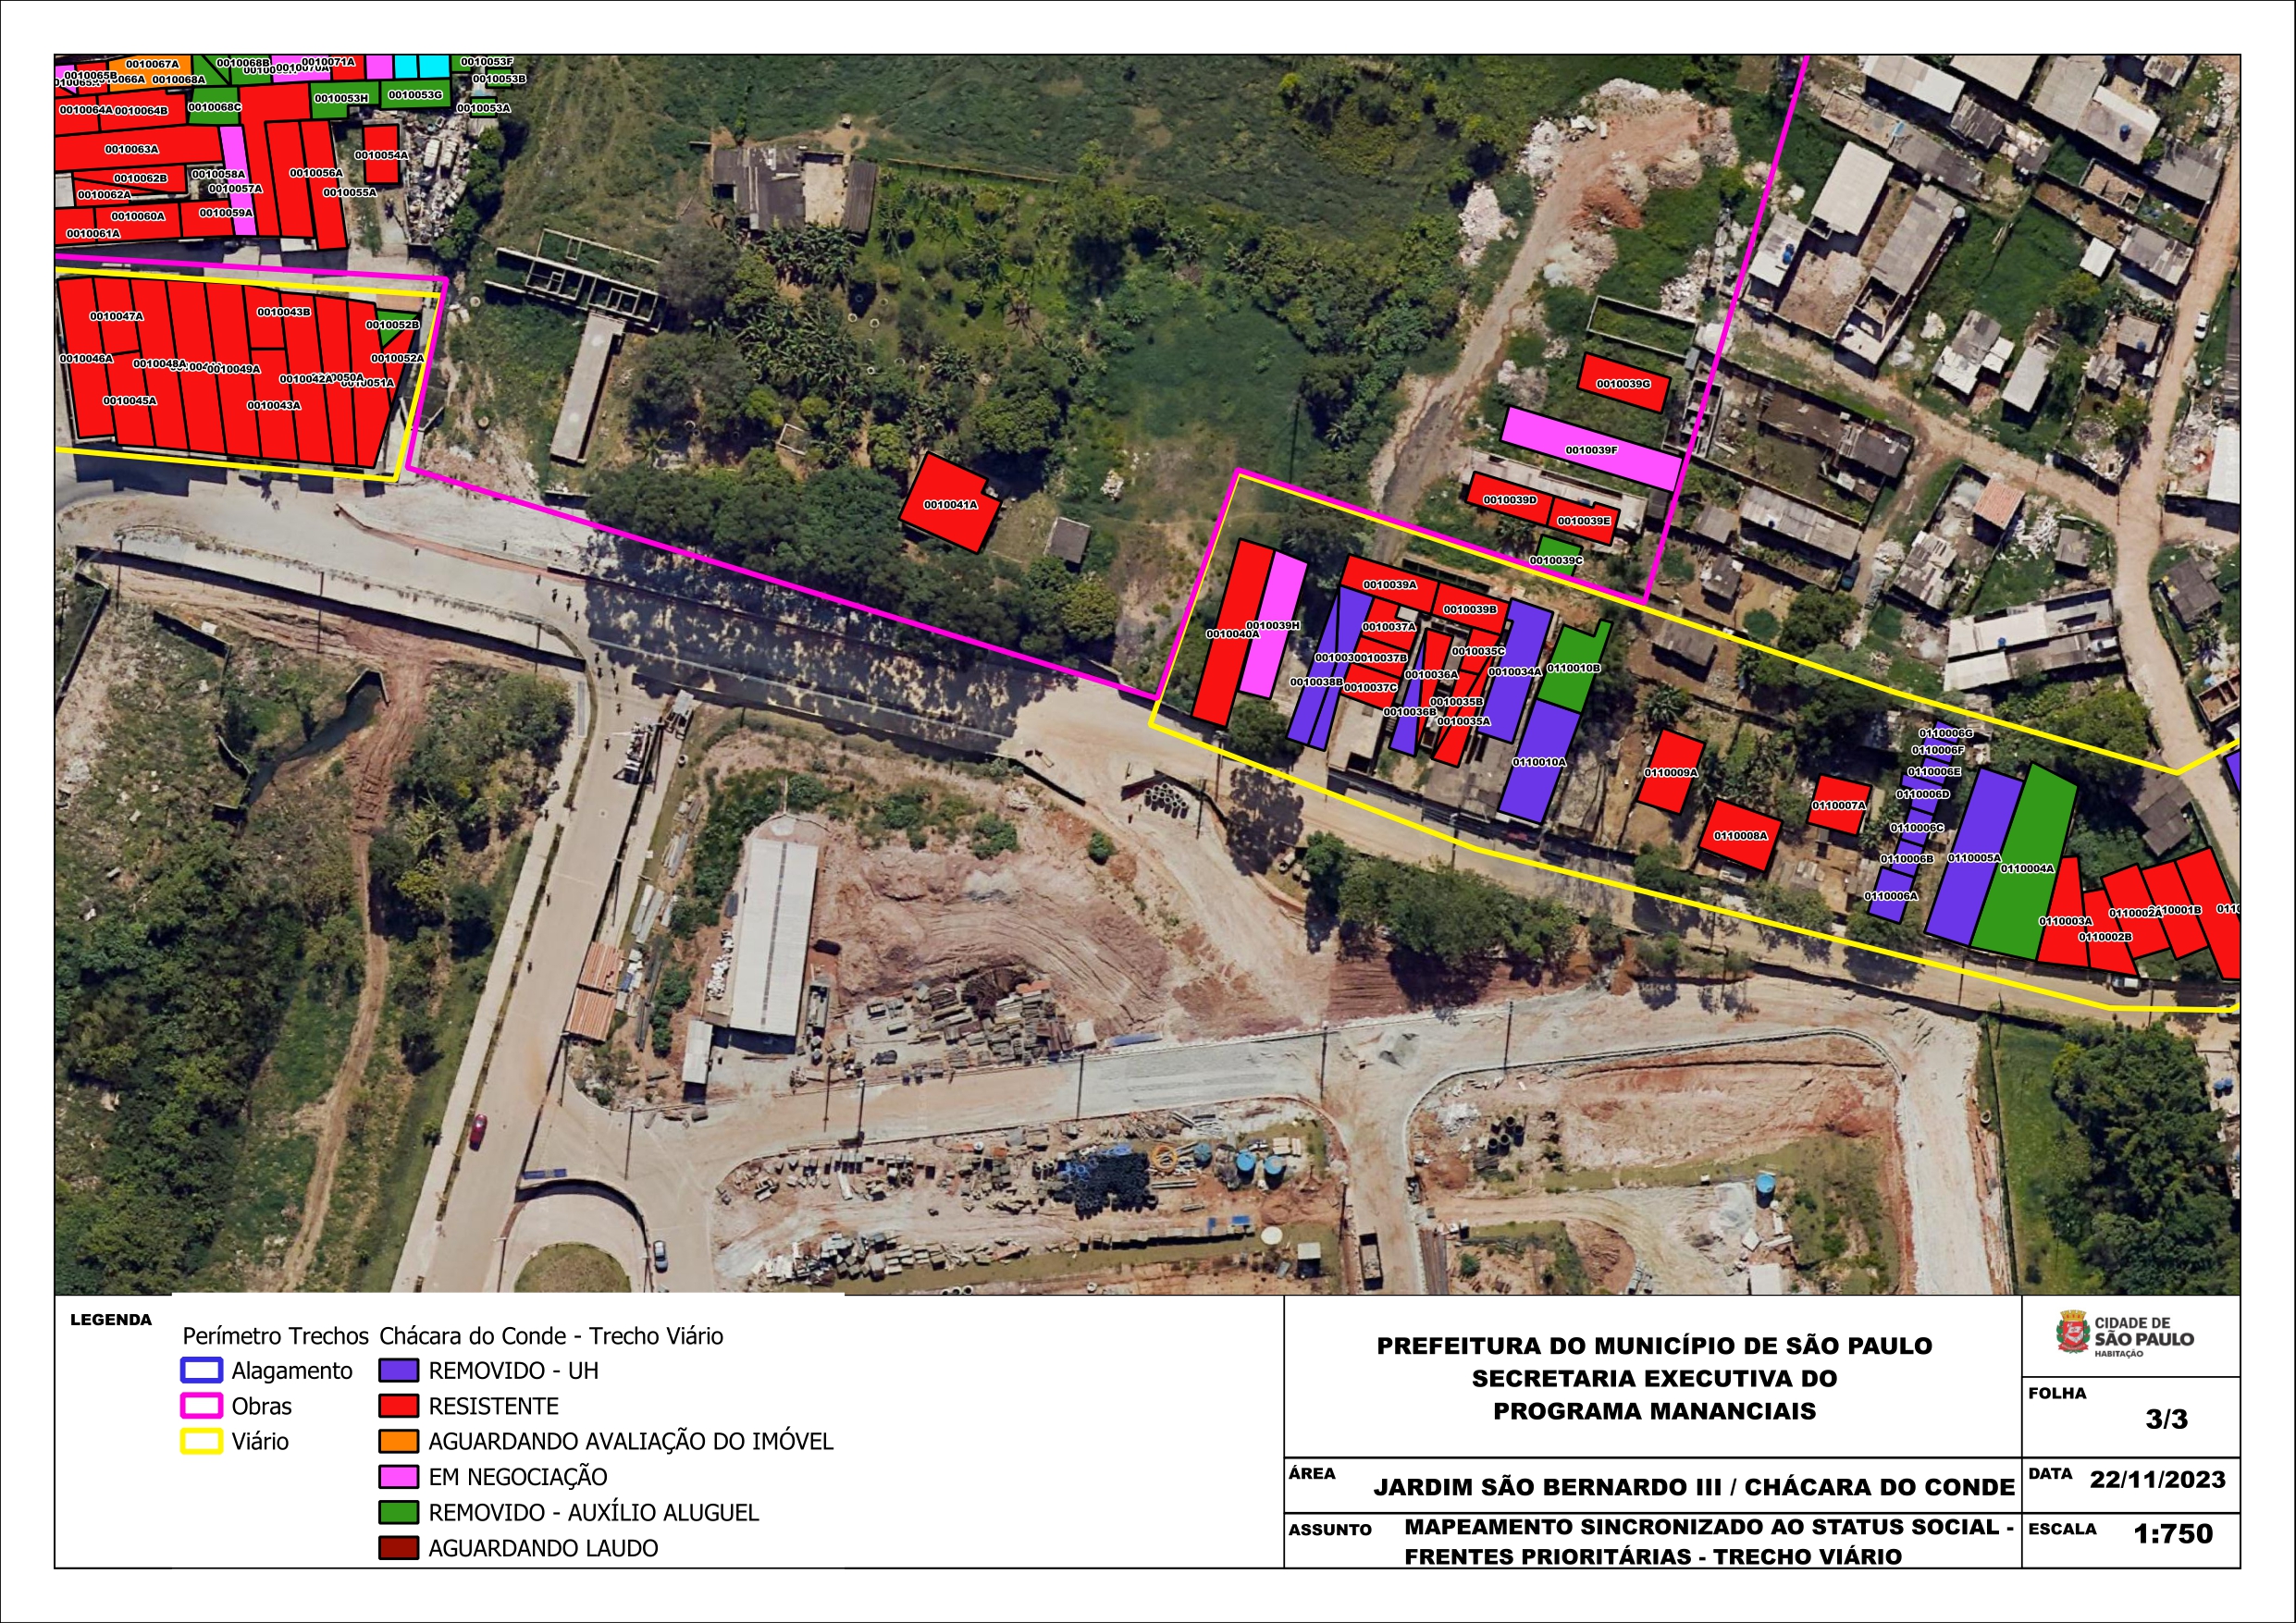 0010067A
0010068B
0010071A
0010053F
0010065B
0010068A
0010053B
0010064A
0010064B
0010068C
0010053H
0010053G
0010053A
0010063A
0010054A
0010062B
0010058A
0010056A
0010062A
0010057A
0010055A
0010060A
0010059A
0010061A
0010047A
0010043B
0010052B
0010046A
0010048A
0010049A
0010052A
0010042A
0010051A
0010045A
0010043A
0010041A
0010039G
0010039F
0010039D
0010039E
0010039C
0010039A
0010039B
0010039H
0010040A
0010037A
0010035C
0010037B
0010036A
0010034A
0110010B
0010038B
0010037C
0010035B
0010036B
0010035A
0110010A
0110009A
0110008A
0110007A
0110006G
0110006F
0110006E
0110006D
0110006C
0110006B
0110006A
0110005A
0110004A
0110003A
0110002A
0110002B
LEGENDA
Perímetro Trechos
Alagamento
Obras
Viário
Chácara do Conde - Trecho Viário
REMOVIDO - UH
RESISTENTE
AGUARDANDO AVALIAÇÃO DO IMÓVEL
EM NEGOCIAÇÃO
REMOVIDO - AUXÍLIO ALUGUEL
AGUARDANDO LAUDO
PREFEITURA DO MUNICÍPIO DE SÃO PAULO
SECRETARIA EXECUTIVA DO
PROGRAMA MANANCIAIS
CIDADE DE
SÃO PAULO
HABITAÇÃO
FOLHA
3/3
ÁREA
JARDIM SÃO BERNARDO III / CHÁCARA DO CONDE
DATA 22/11/2023
ASSUNTO
MAPEAMENTO SINCRONIZADO AO STATUS SOCIAL -
FRENTES PRIORITÁRIAS - TRECHO VIÁRIO
ESCALA 1:750